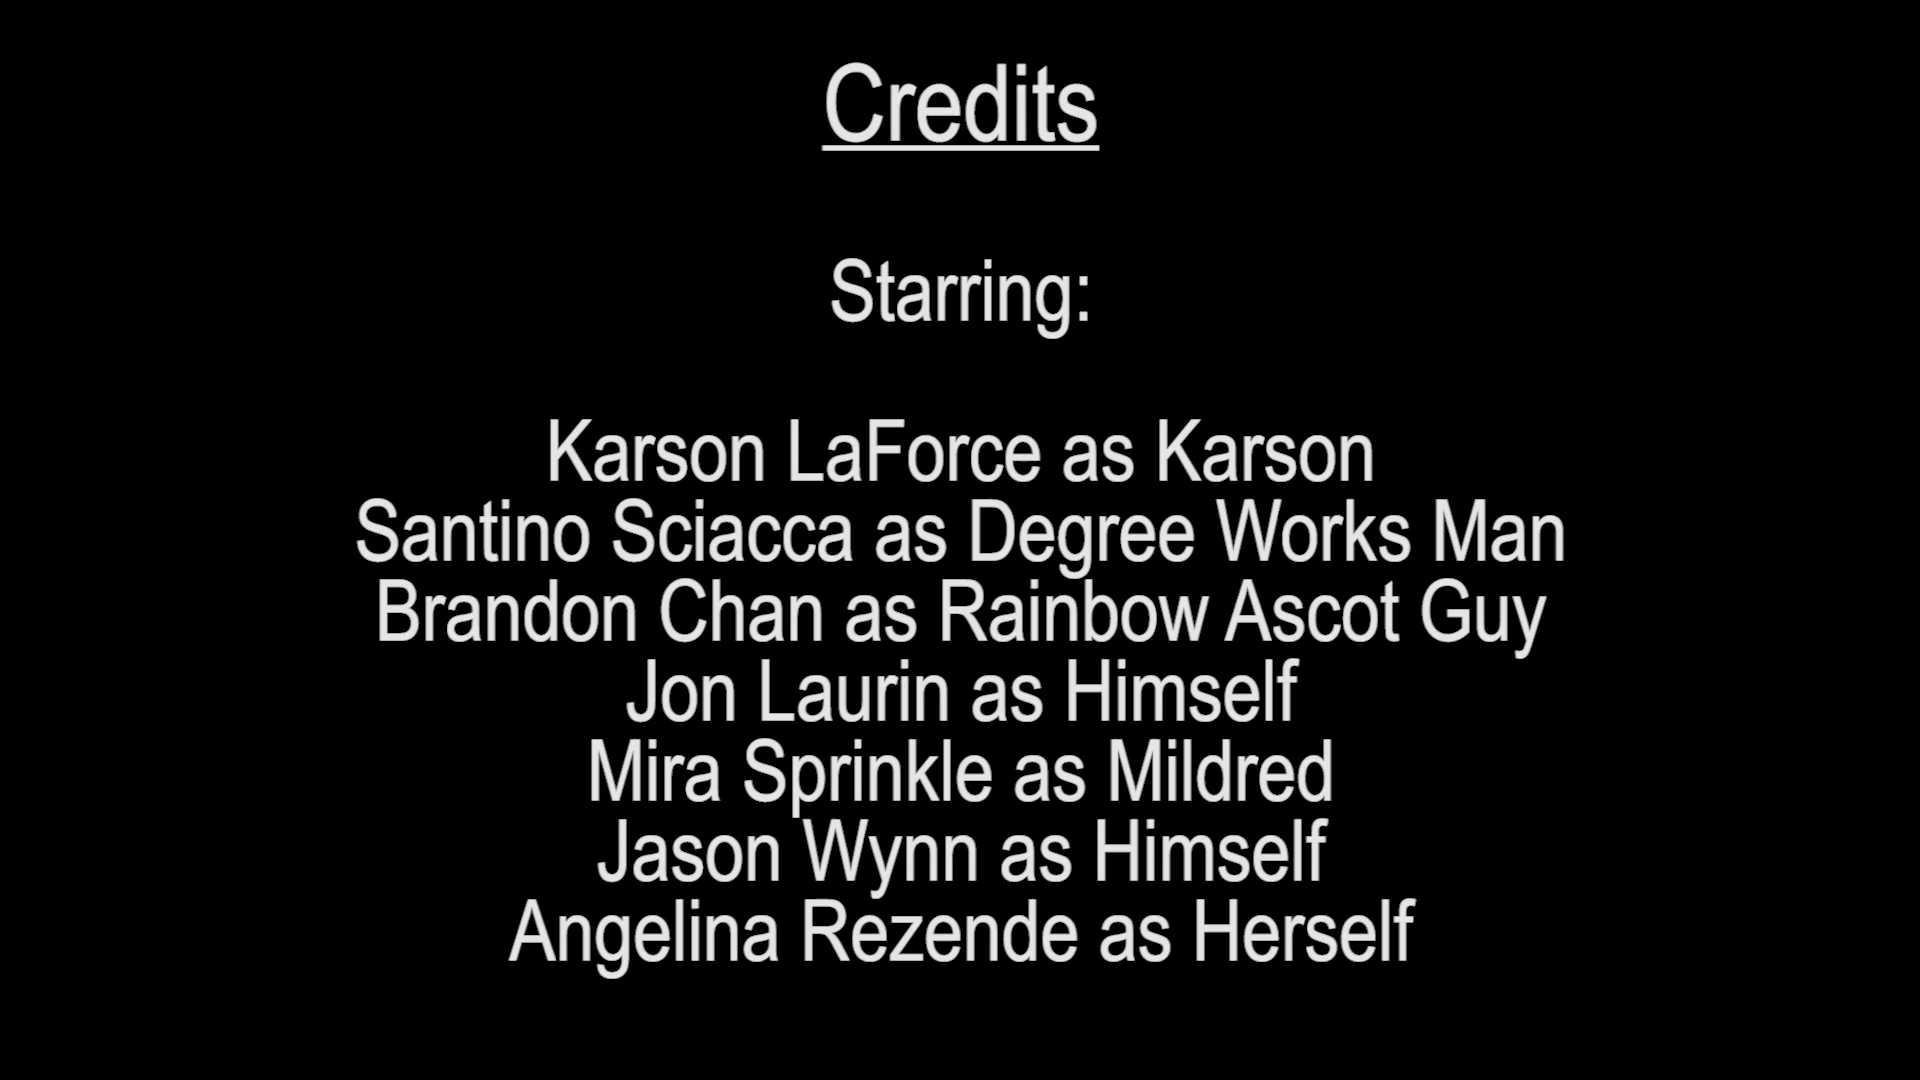 Credits
Starring:
Karson LaForce as Karson
Santino Sciacca as Degree Works Man
Brandon Chan as Rainbow Ascot Guy
Jon Laurin as Himself
Mira Sprinkle as Mildred
Jason Wynn as Himself
Angelina Rezende as Herself